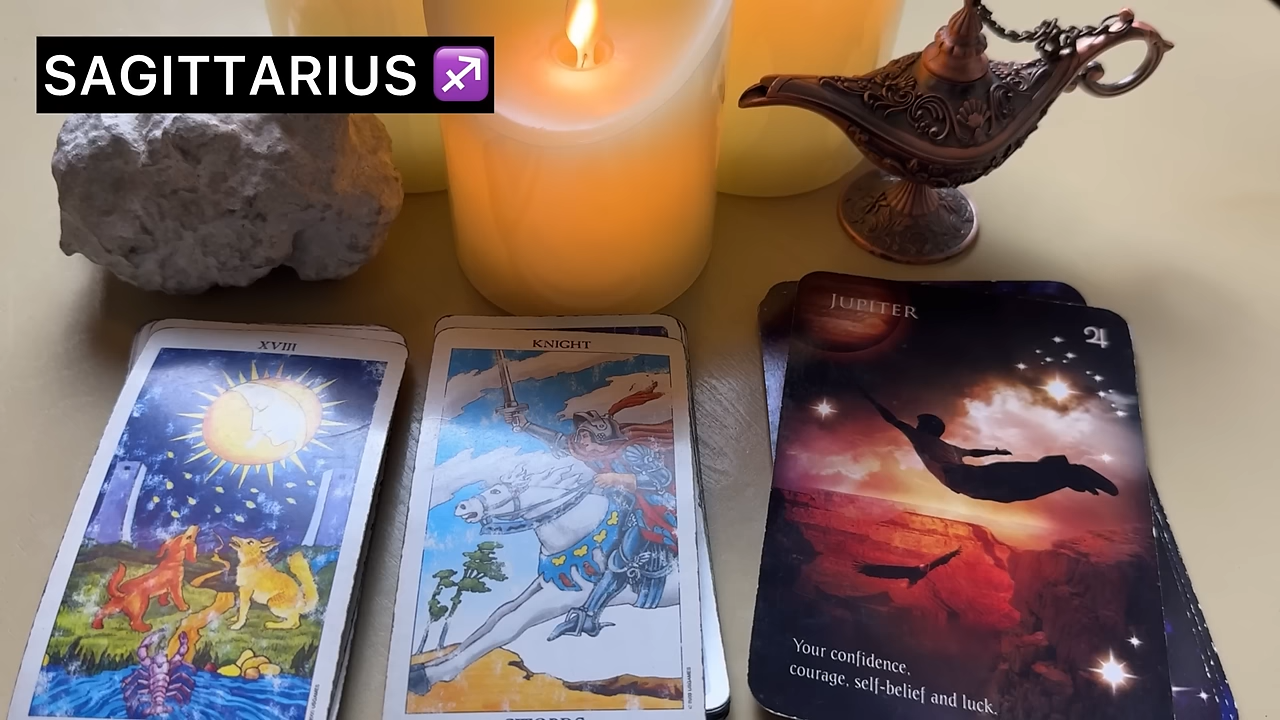 SAGITTARIUS ♐
XVIII
KNIGHT
JUPITER
♃
Your confidence,
courage, self-belief and luck.